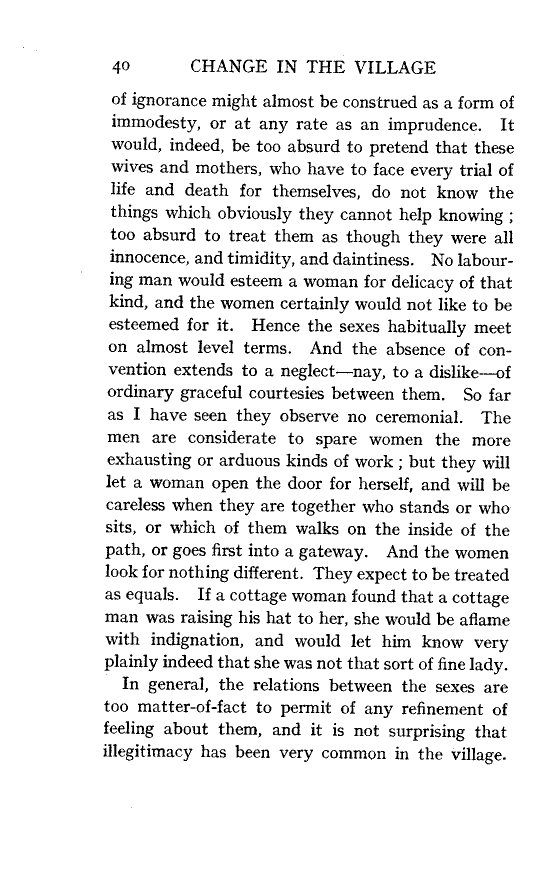 40 CHANGE IN THE VILLAGE
of ignorance might almost be construed as a form of
immodesty, or at any rate as an imprudence. It
would, indeed, be too absurd to pretend that these
wives and mothers, who have to face every trial of
life and death for themselves, do not know the
things which obviously they cannot help knowing ;
too absurd to treat them as though they were all
innocence, and timidity, and daintiness. No labour-
ing man would esteem a woman for delicacy of that
kind, and the women certainly would not like to be
esteemed for it. Hence the sexes habitually meet
on almost level terms. And the absence of con-
vention extends to a neglect—nay, to a dislike—of
ordinary graceful courtesies between them. So far
as I have seen they observe no ceremonial. The
men are considerate to spare women the more
exhausting or arduous kinds of work ; but they will
let a woman open the door for herself, and will be
careless when they are together who stands or who
sits, or which of them walks on the inside of the
path, or goes first into a gateway. And the women
look for nothing different. They expect to be treated
as equals. If a cottage woman found that a cottage
man was raising his hat to her, she would be aflame
with indignation, and would let him know very
plainly indeed that she was not that sort of fine lady.
In general, the relations between the sexes are
too matter-of-fact to permit of any refinement of
feeling about them, and it is not surprising that
illegitimacy has been very common in the village.